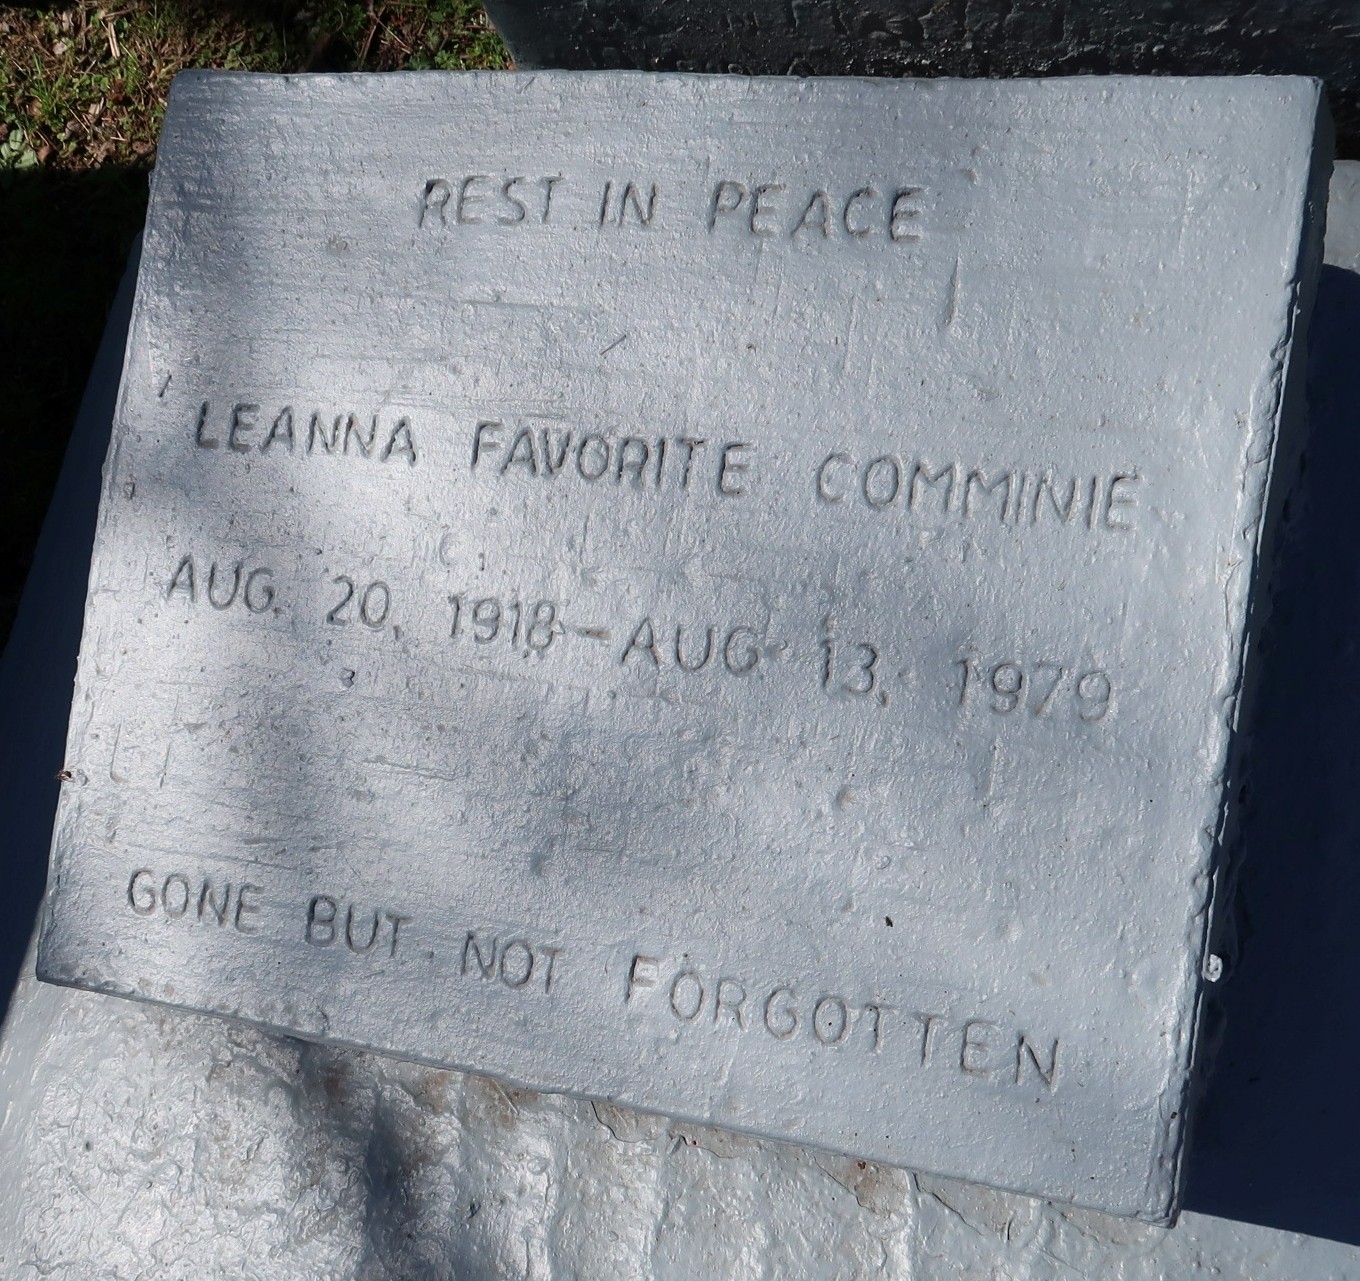 REST IN PEACE
LEANNA FAVORITE COMMINIE
AUG. 20, 1918-AUG. 13, 1979
GONE BUT NOT FORGOTTEN